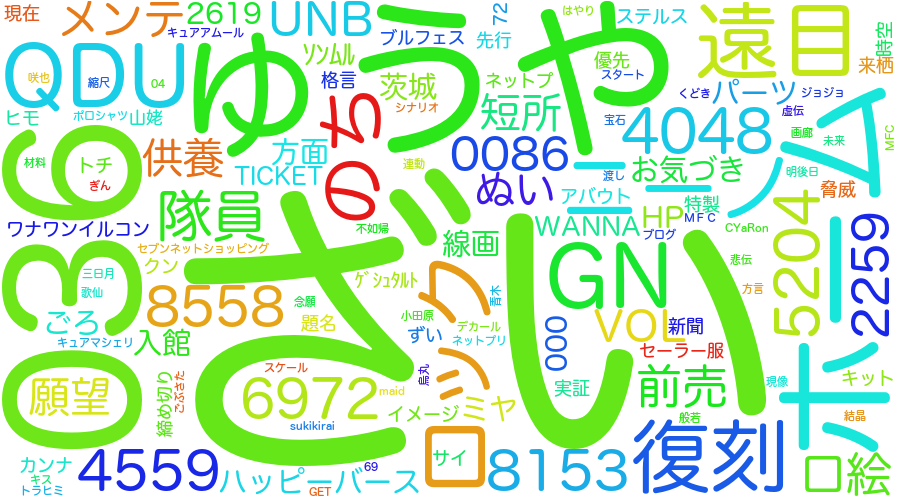 現在
メンテ
2619
キュアアムール
UNB
72
はやり
ステルス
遠目
時空
来栖
QDU
咲也
縮尺
04
ポロシャツ
山姥
ヒモ
ゆうや
ソﾝムル
ブルフェス
先行
格言
茨城
シナリオ
ネットプ
優先
スタート
くどき
パーツ
ジョジョ
虚伝
短所
宝石
4048
画廊
未来
MFC
0369
材料
トチ
ぎん
供養
方面
TICKET
のち
連動
0086
渡し
お気づき
明後日
脅威
ワナワンイルコン
隊員
ぬい
アバウト
特製
MFC
WANNA
HP
ブログ
CYaRon
5204
2259
セブンネットショッピング
クン
不如帰
線画
三日月
歌仙
ゲシュタルト
ざしい
GN
悲伝
方言
8558
念願
題名
小田原
青木
クッロ
ホーム
ごろ
キュアマシェリ
入館
ずい
デカール
ネットプリ
000
VOL
新聞
セーラー服
願望
スケール
烏丸
6972
maid
実証
前売
現像
キット
締め切り
ごぶさた
sukikirai
イメージ
ミヤ
般若
結晶
カンナ
キス
トラヒミ
4559
ハッピーバース
69
GET
サイ
8153
復刻
口絵